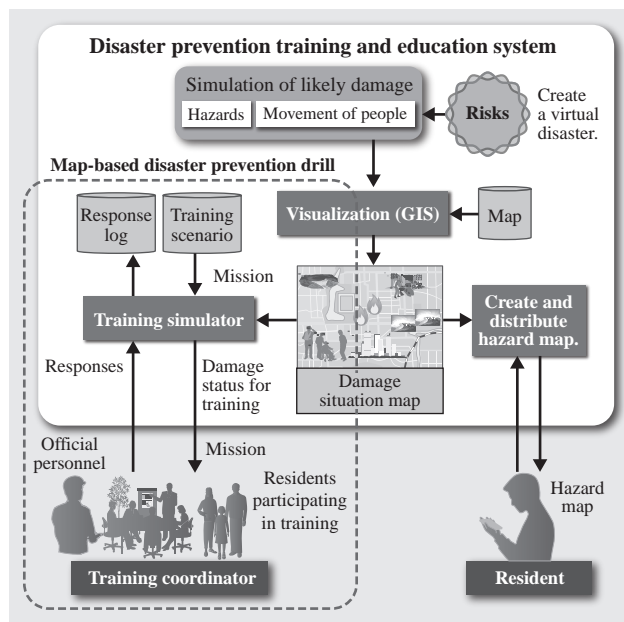 Disaster prevention training and education system
Simulation of likely damage
Hazards
Movement of people
Risks
Create
a virtual
disaster.
Map-based disaster prevention drill
Response
log
Training
scenario
Visualization (GIS)
Map
Mission
Training simulator
Create and
distribute
hazard map.
Responses
Damage
status for
training
Damage
situation map
Mission
Official
personnel
Residents
participating
in training
Hazard
map
Training coordinator
Resident